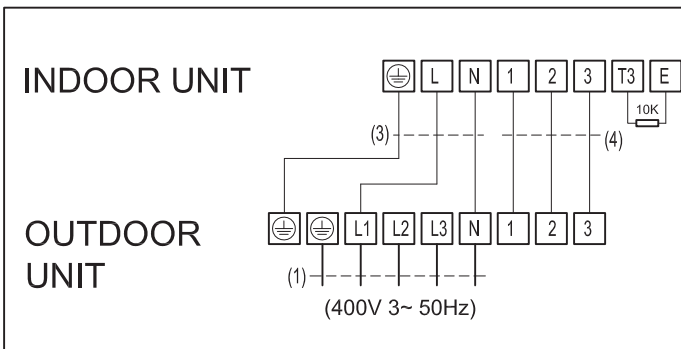 INDOOR UNIT
L N 1 2 3 T3 E
10K
(3) (4)
OUTDOOR
UNIT
L1 L2 L3 N 1 2 3
(1)
(400V 3~ 50Hz)